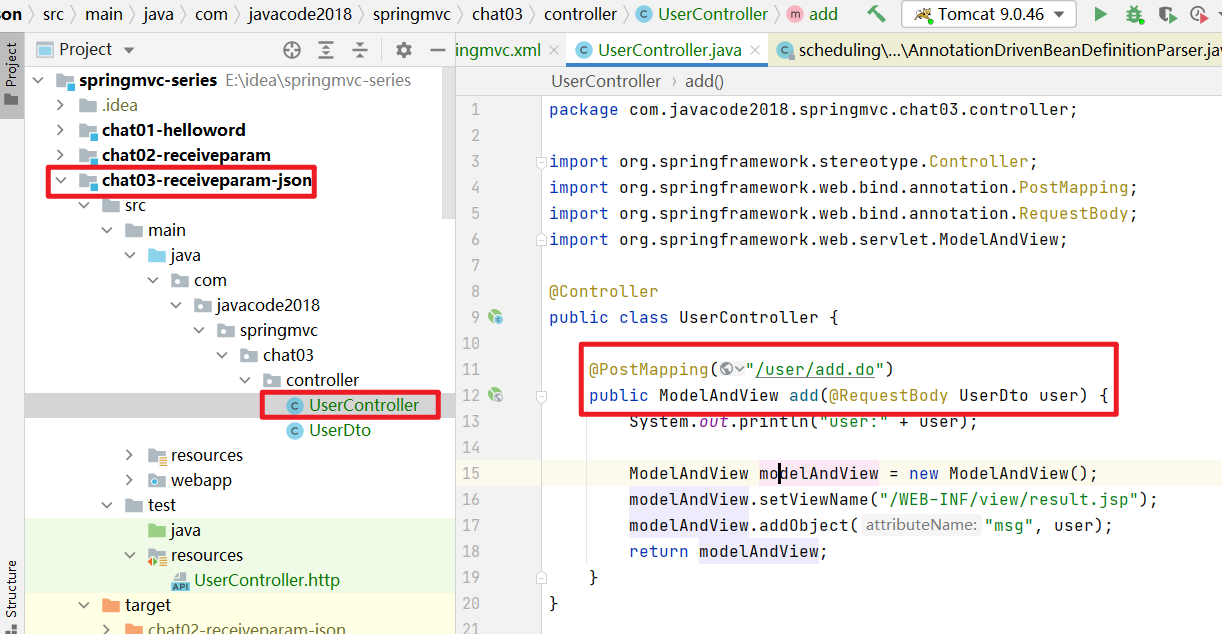 on src main java com javacode2018 springmvc chat03 controller UserController add Tomcat 9.0.46
Project
Structure
Project
springmvc-series E:\idea\springmvc-series
.idea
chat01-helloword
chat02-receiveparam
chat03-receiveparam-json
src
main
java
com
javacode2018
springmvc
chat03
controller
UserController
UserDto
resources
webapp
test
java
resources
UserController.http
target
chat02-receiveparam-json
ingmvc.xml UserController.java scheduling\...\AnnotationDrivenBeanDefinitionParser.jav
UserController add()
1 package com.javacode2018.springmvc.chat03.controller;
2
3 import org.springframework.stereotype.Controller;
4 import org.springframework.web.bind.annotation.PostMapping;
5 import org.springframework.web.bind.annotation.RequestBody;
6 import org.springframework.web.servlet.ModelAndView;
7
8 @Controller
9 public class UserController {
10
11 @PostMapping("/user/add.do")
12 public ModelAndView add(@RequestBody UserDto user) {
13 System.out.println("user:" + user);
14
15 ModelAndView modelAndView = new ModelAndView();
16 modelAndView.setViewName("/WEB-INF/view/result.jsp");
17 modelAndView.addObject( attributeName: "msg", user);
18 return modelAndView;
19 }
20 }
21